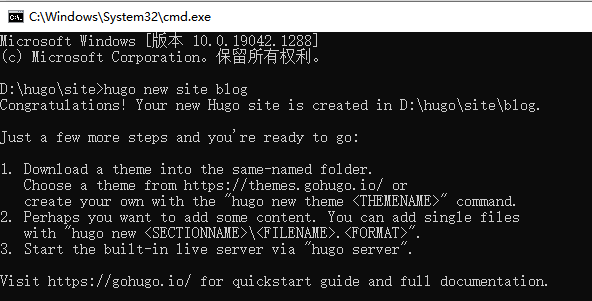 C:\Windows\System32\cmd.exe
Microsoft Windows [版本 10.0.19042.1288]
(c) Microsoft Corporation。保留所有权利。
D:\hugo\site>hugo new site blog
Congratulations! Your new Hugo site is created in D:\hugo\site\blog.
Just a few more steps and you're ready to go:
1. Download a theme into the same-named folder.
Choose a theme from https://themes.gohugo.io/ or
create your own with the "hugo new theme <THEMENAME>" command.
2. Perhaps you want to add some content. You can add single files
with "hugo new <SECTIONNAME>\<FILENAME>.<FORMAT>".
3. Start the built-in live server via "hugo server".
Visit https://gohugo.io/ for quickstart guide and full documentation.